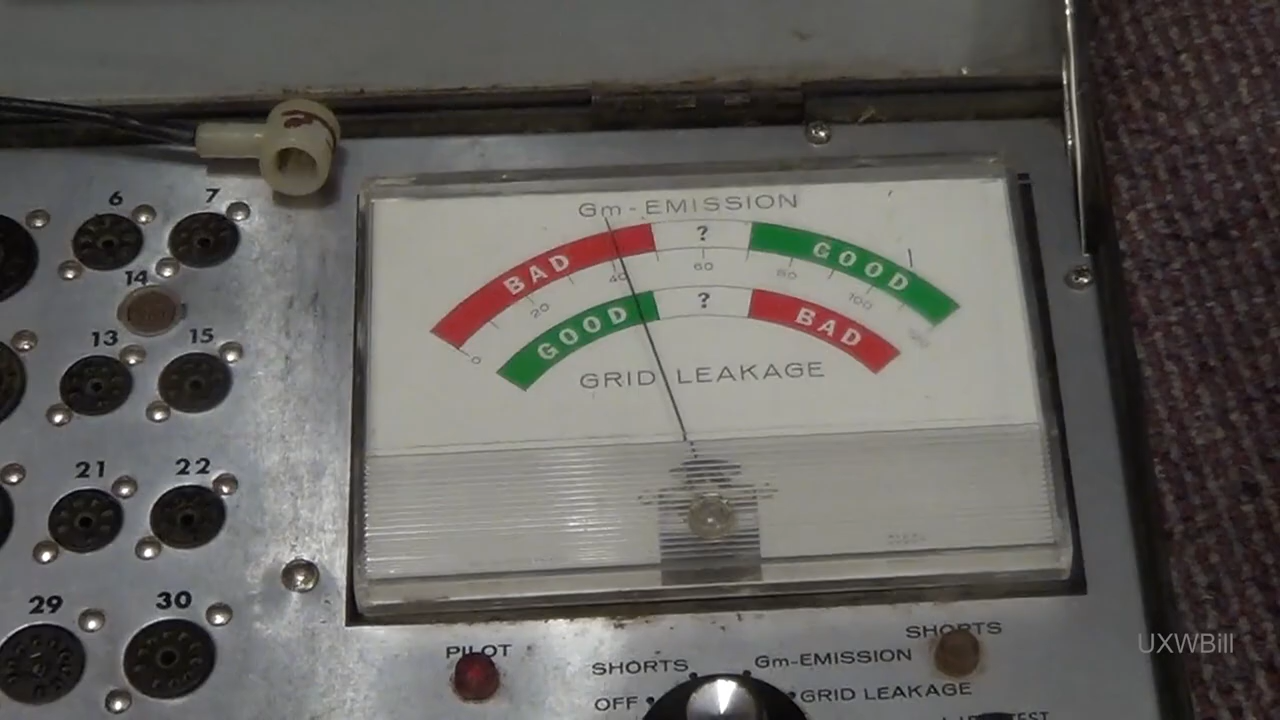 6 7
14
13 15
21 22
29 30
Gm-EMISSION
BAD ? GOOD
0 20 40 60 80 100
GOOD ? BAD
GRID LEAKAGE
PILOT
SHORTS
SHORTS Gm-EMISSION
OFF GRID LEAKAGE
UXWBill